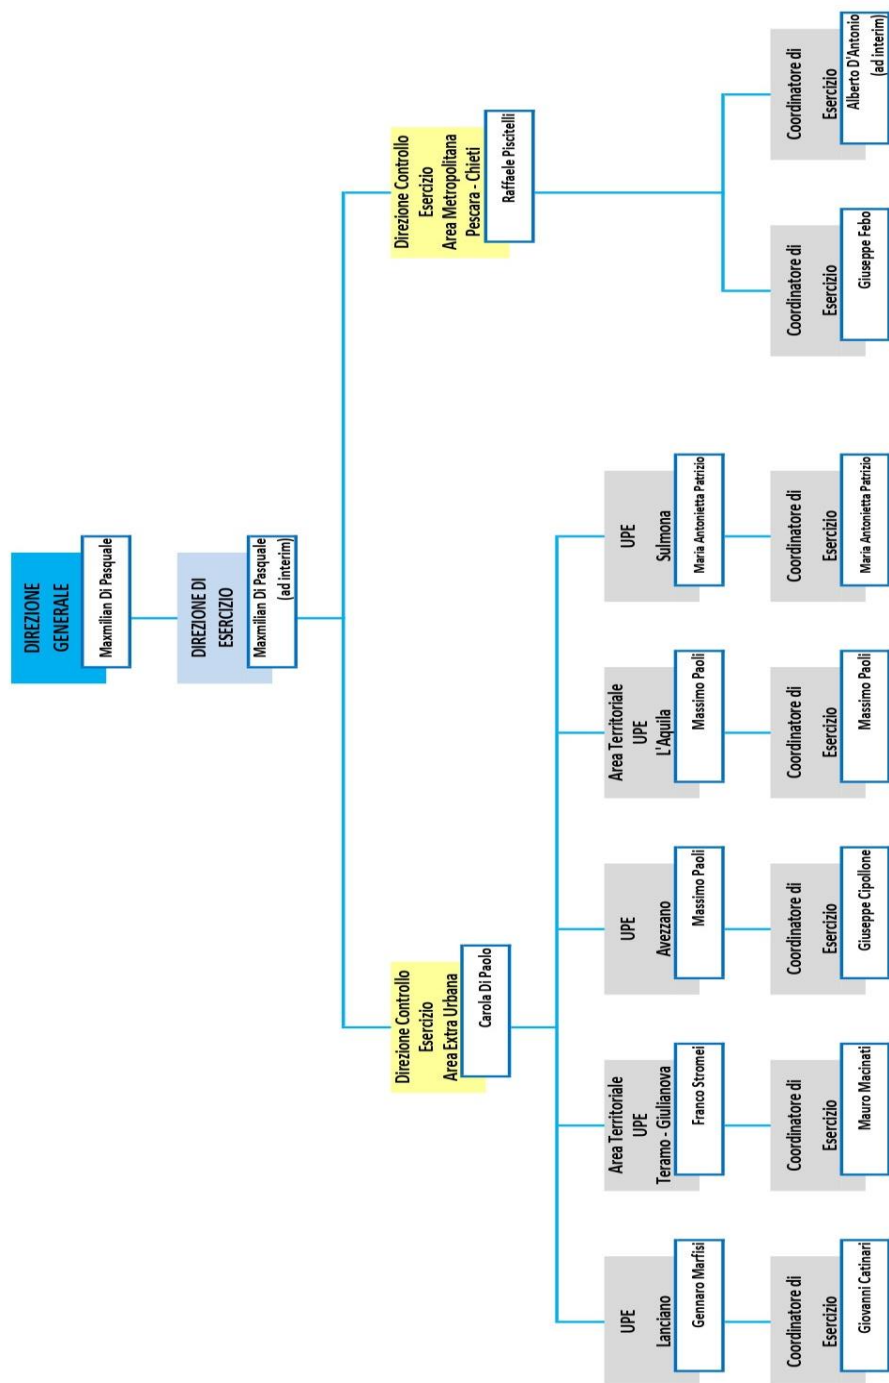 DIREZIONE
GENERALE
Maxmilian Di Pasquale
DIREZIONE DI
ESERCIZIO
Maxmilian Di Pasquale
(ad interim)
Direzione Controllo
Esercizio
Area Extra Urbana
Carola Di Paolo
Direzione Controllo
Esercizio
Area Metropolitana
Pescara - Chieti
Raffaele Piscitelli
UPE
Lanciano
Gennaro Marfisi
Area Territoriale
UPE
Teramo - Giulianova
Franco Stromei
UPE
Avezzano
Massimo Paoli
Area Territoriale
UPE
L'Aquila
Massimo Paoli
UPE
Sulmona
Maria Antonietta Patrizio
Coordinatore di
Esercizio
Giovanni Catinari
Coordinatore di
Esercizio
Mauro Macinati
Coordinatore di
Esercizio
Giuseppe Cipollone
Coordinatore di
Esercizio
Massimo Paoli
Coordinatore di
Esercizio
Maria Antonietta Patrizio
Coordinatore di
Esercizio
Giuseppe Febo
Coordinatore di
Esercizio
Alberto D'Antonio
(ad interim)